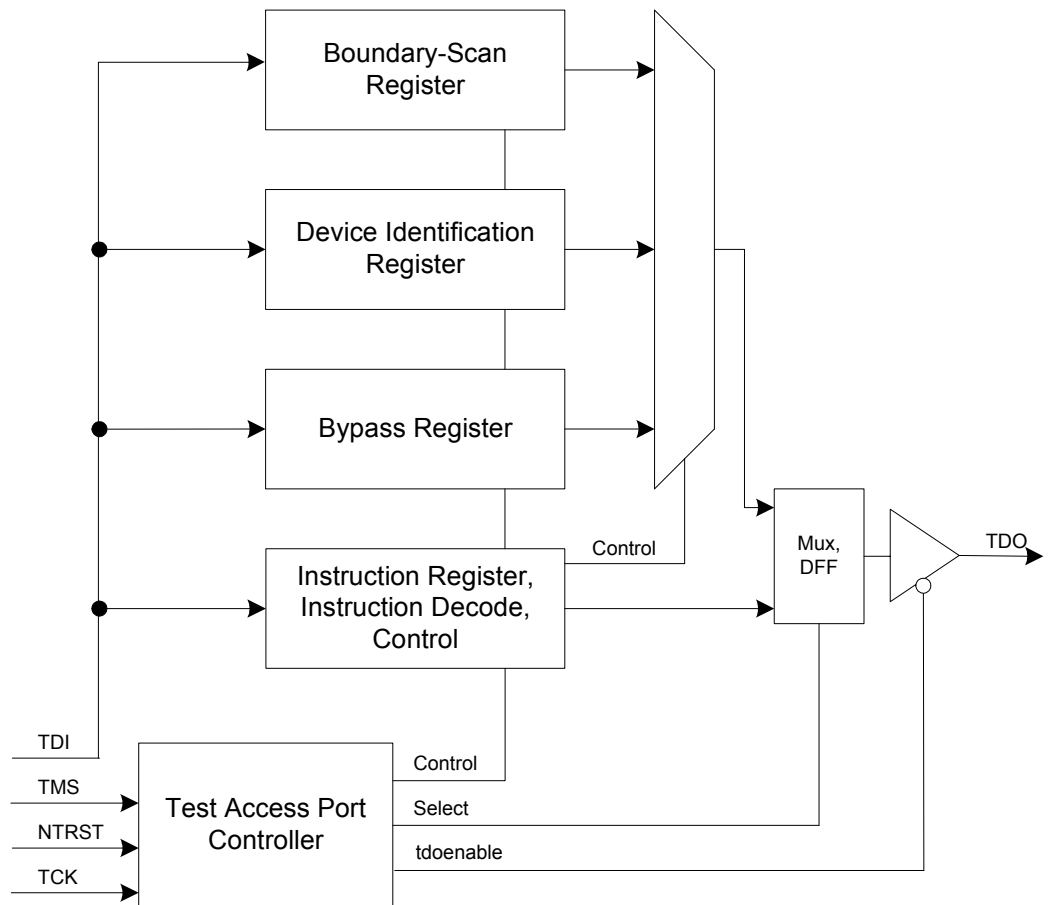 Boundary-Scan
Register
Device Identification
Register
Bypass Register
Control
Instruction Register,
Instruction Decode,
Control
Mux,
DFF
TDO
TDI
TMS
NTRST
TCK
Test Access Port
Controller
Control
Select
tdoenable